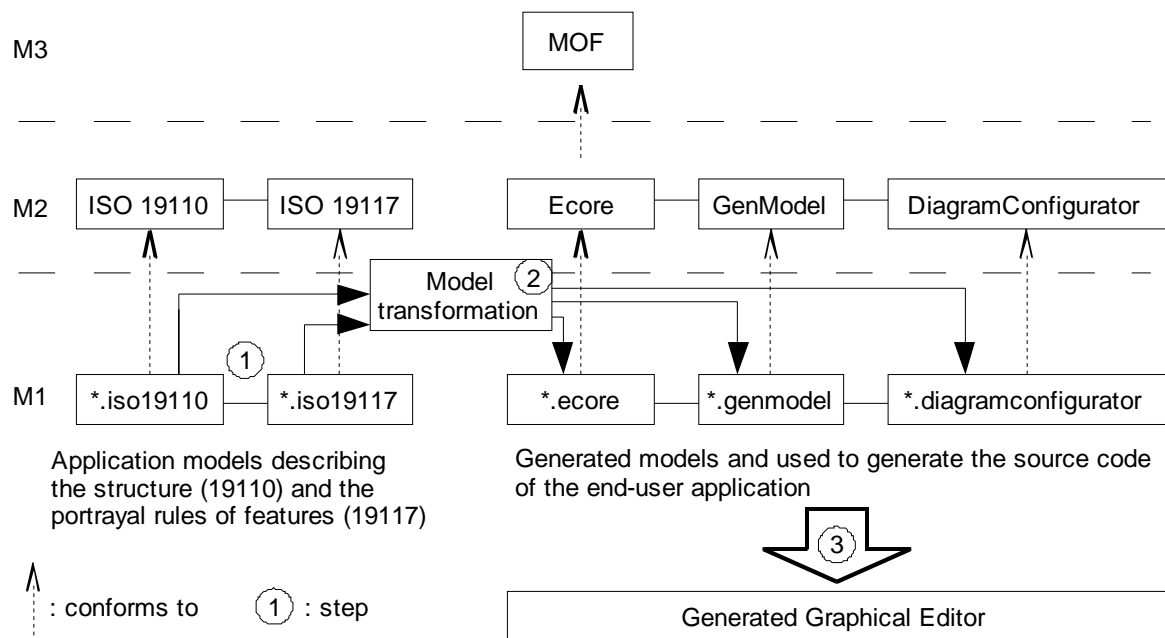 M3
MOF
M2
ISO 19110
ISO 19117
Ecore
GenModel
DiagramConfigurator
Model
transformation
2
1
M1
*.iso19110
*.iso19117
*.ecore
*.genmodel
*.diagramconfigurator
Application models describing
the structure (19110) and the
portrayal rules of features (19117)
Generated models and used to generate the source code
of the end-user application
3
: conforms to
1 : step
Generated Graphical Editor